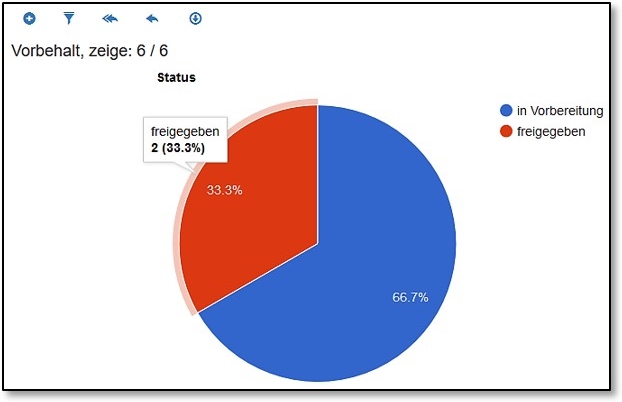 Vorbehalt, zeige: 6 / 6
Status
in Vorbereitung
freigegeben
freigegeben
2 (33.3%)
33.3%
66.7%